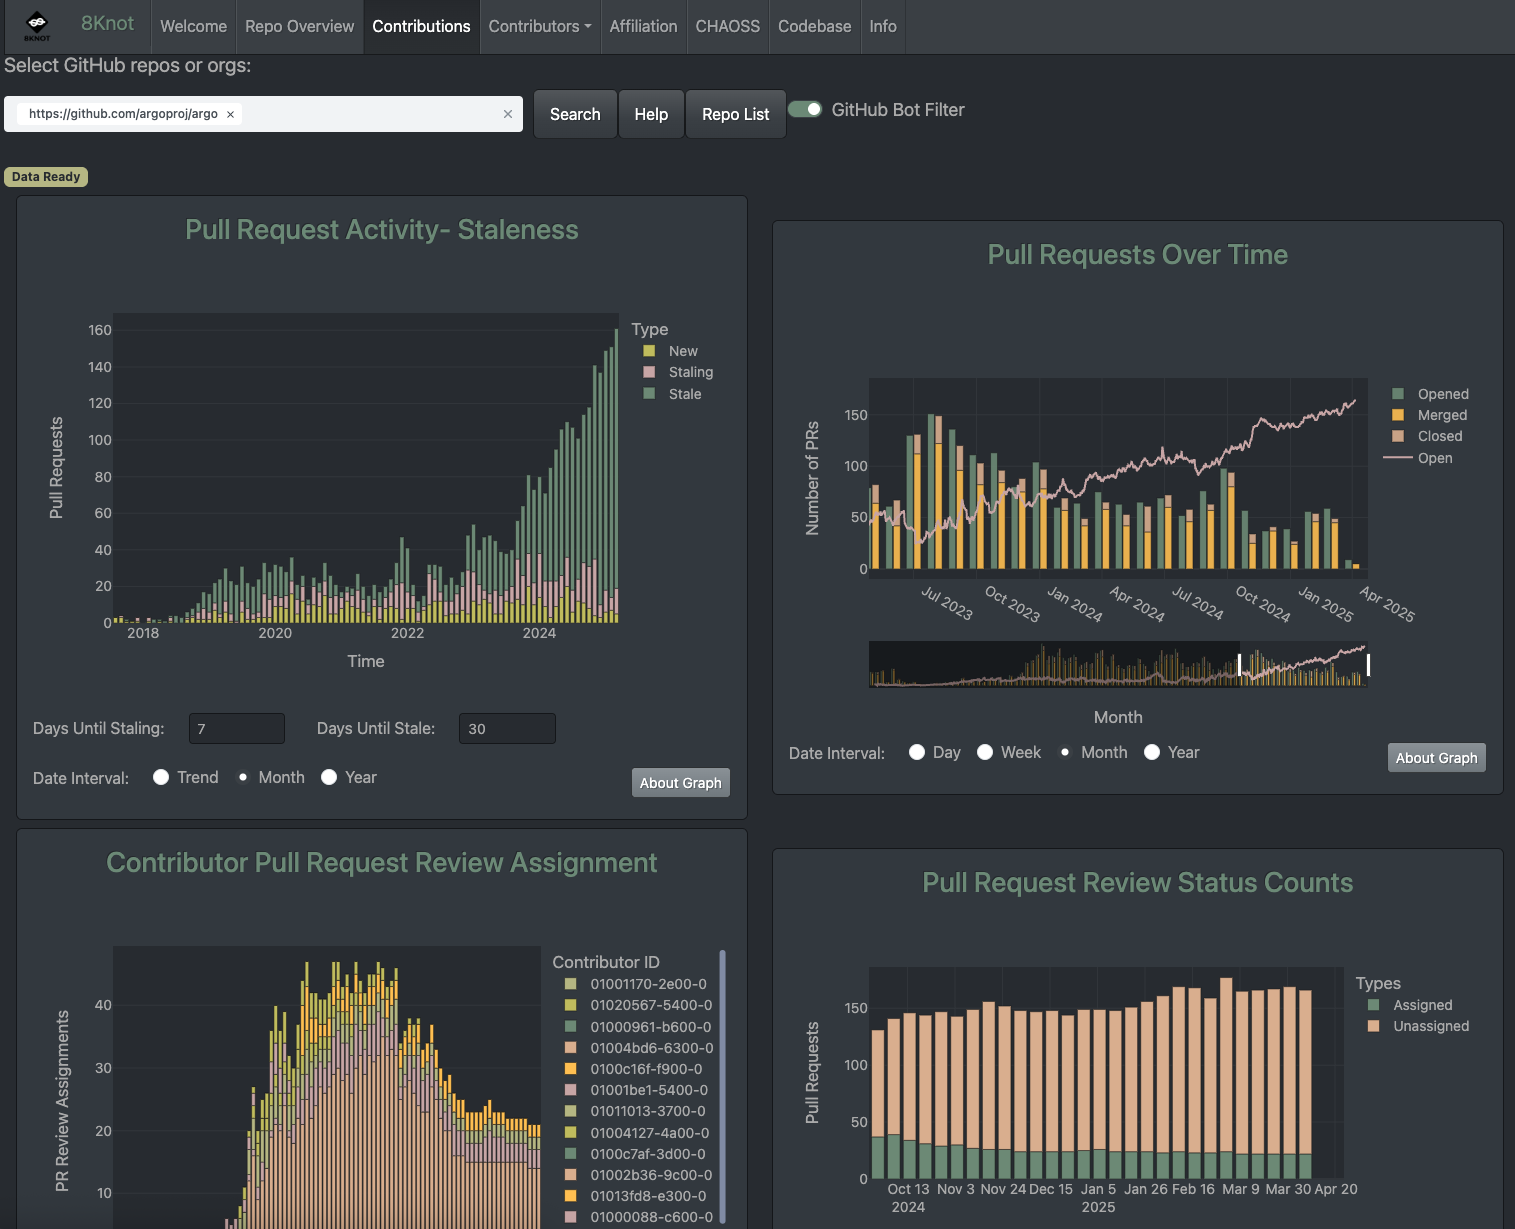 8KNOT
8Knot
Welcome
Repo Overview
Contributions
Contributors
Affiliation
CHAOSS
Codebase
Info
Select GitHub repos or orgs:
https://github.com/argoproj/argo ×
×
Search
Help
Repo List
GitHub Bot Filter
Data Ready
Pull Request Activity- Staleness
Pull Requests
160
140
120
100
80
60
40
20
0
2018
2020
2022
2024
Time
Type
New
Staling
Stale
Days Until Staling:
7
Days Until Stale:
30
Date Interval:
Trend
Month
Year
About Graph
Pull Requests Over Time
Number of PRs
150
100
50
0
Jul 2023
Oct 2023
Jan 2024
Apr 2024
Jul 2024
Oct 2024
Jan 2025
Apr 2025
Month
Opened
Merged
Closed
Open
Date Interval:
Day
Week
Month
Year
About Graph
Contributor Pull Request Review Assignment
PR Review Assignments
40
30
20
10
Contributor ID
01001170-2e00-0
01020567-5400-0
01000961-b600-0
01004bd6-6300-0
0100c16f-f900-0
01001be1-5400-0
01011013-3700-0
01004127-4a00-0
0100c7af-3d00-0
01002b36-9c00-0
01013fd8-e300-0
01000088-c600-0
Pull Request Review Status Counts
Pull Requests
150
100
50
0
Oct 13
2024
Nov 3
Nov 24
Dec 15
Jan 5
2025
Jan 26
Feb 16
Mar 9
Mar 30
Apr 20
Types
Assigned
Unassigned